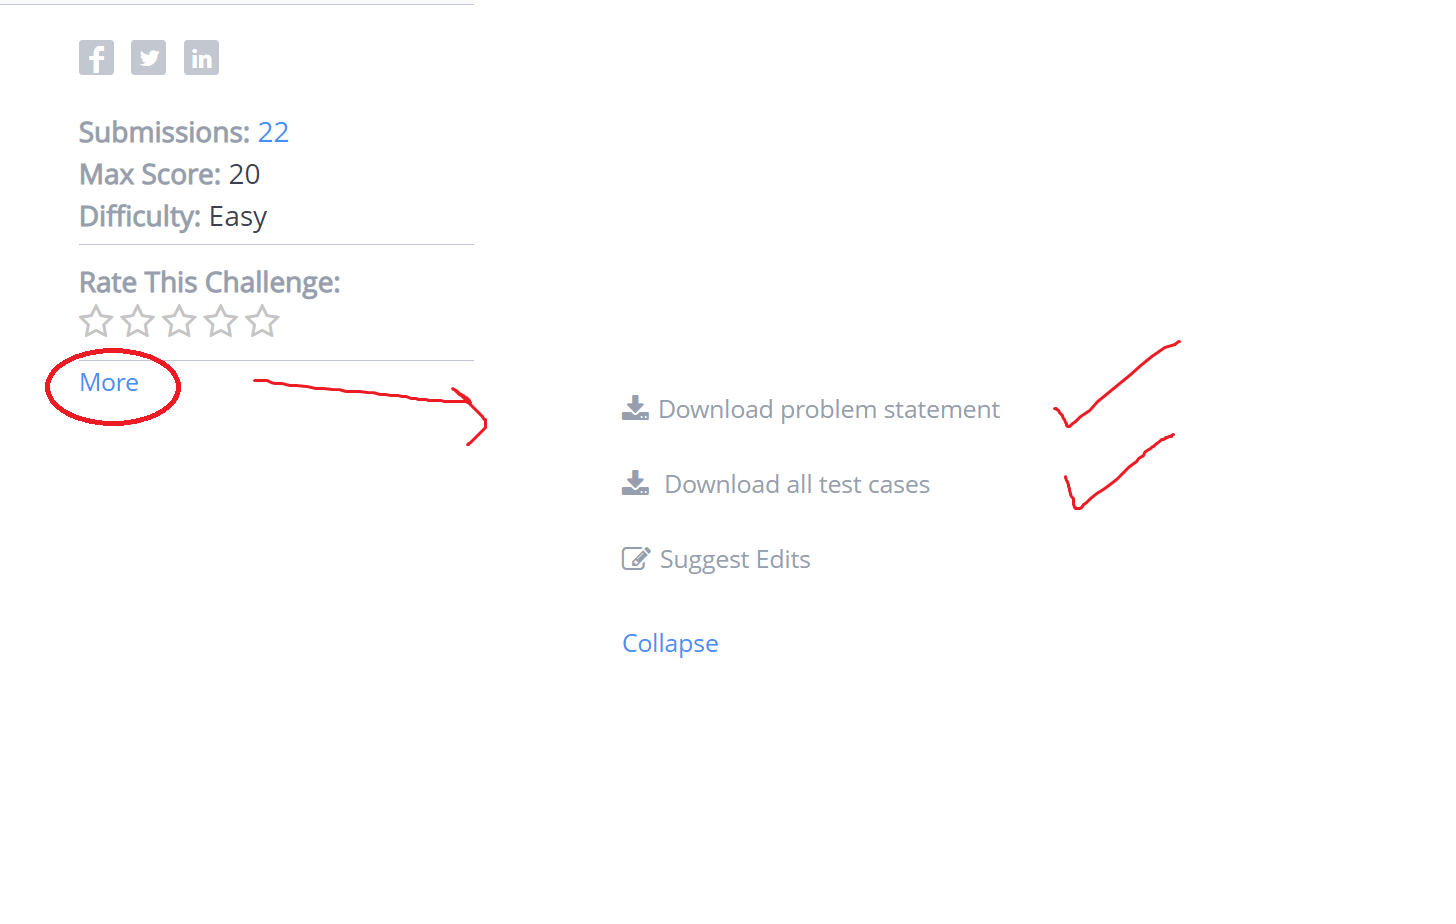 Submissions: 22
Max Score: 20
Difficulty: Easy
Rate This Challenge:
More
Download problem statement
Download all test cases
Suggest Edits
Collapse